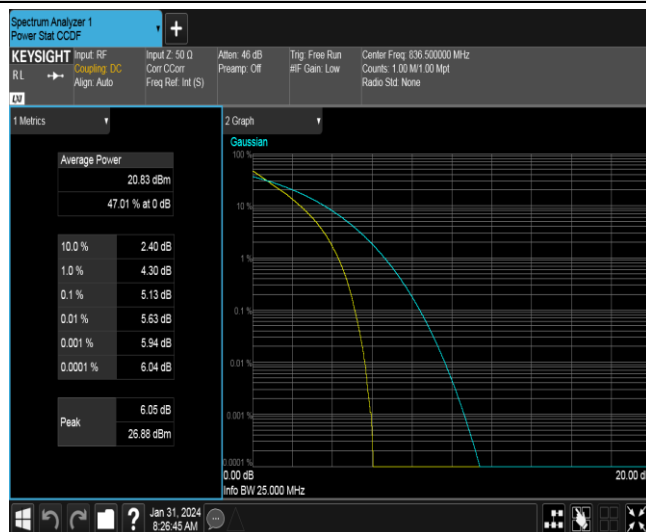 Spectrum Analyzer 1
Power Stat CCDF
+
KEYSIGHT Input: RF Input Z: 50 Ω Atten: 46 dB Trig: Free Run Center Freq: 836.500000 MHz
RL Coupling: DC Corr CCorr Preamp: Off #IF Gain: Low Counts: 1.00 M/1.00 Mpt
Align: Auto Freq Ref: Int (S) Radio Std: None
LXI
1 Metrics
2 Graph
Average Power
20.83 dBm
47.01 % at 0 dB
10.0 % 2.40 dB
1.0 % 4.30 dB
0.1 % 5.13 dB
0.01 % 5.63 dB
0.001 % 5.94 dB
0.0001 % 6.04 dB
Peak 6.05 dB
26.88 dBm
Gaussian
100 %
10 %
1 %
0.1 %
0.01 %
0.001 %
0.0001 %
0.00 dB 20.00 d
Info BW 25.000 MHz
? Jan 31, 2024
8:26:45 AM